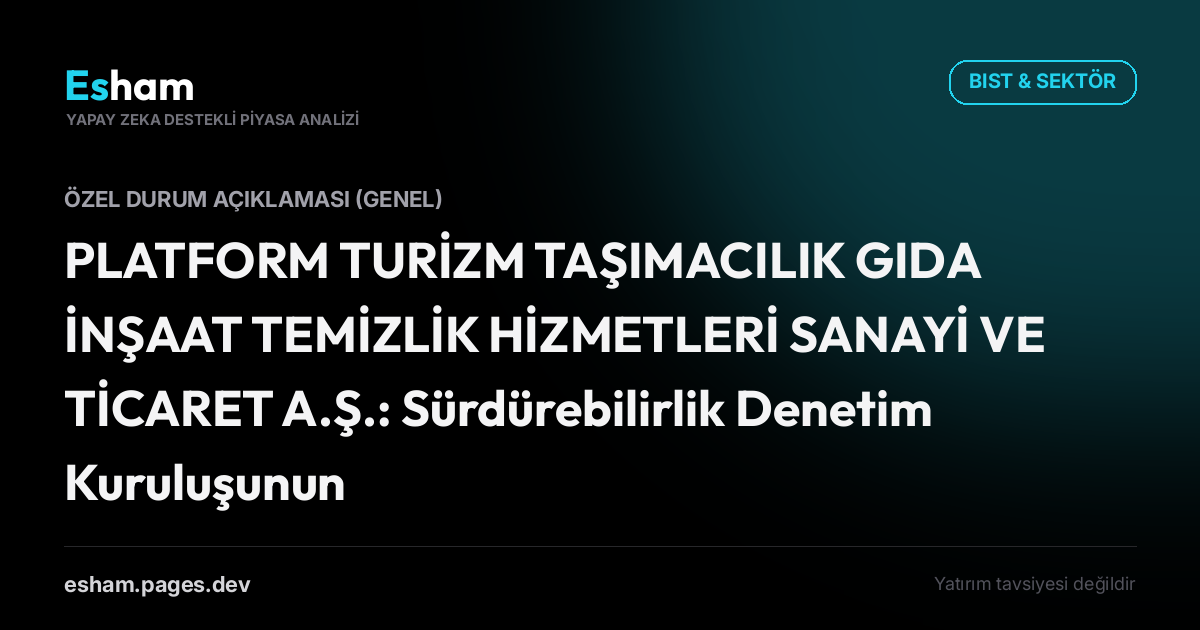 Esham
BIST & SEKTÖR
YAPAY ZEKA DESTEKLİ PİYASA ANALİZİ
ÖZEL DURUM AÇIKLAMASI (GENEL)
PLATFORM TURİZM TAŞIMACILIK GIDA
İNŞAAT TEMİZLİK HİZMETLERİ SANAYİ VE
TİCARET A.Ş.: Sürdürebilirlik Denetim
Kuruluşunun
esham.pages.dev
Yatırım tavsiyesi değildir